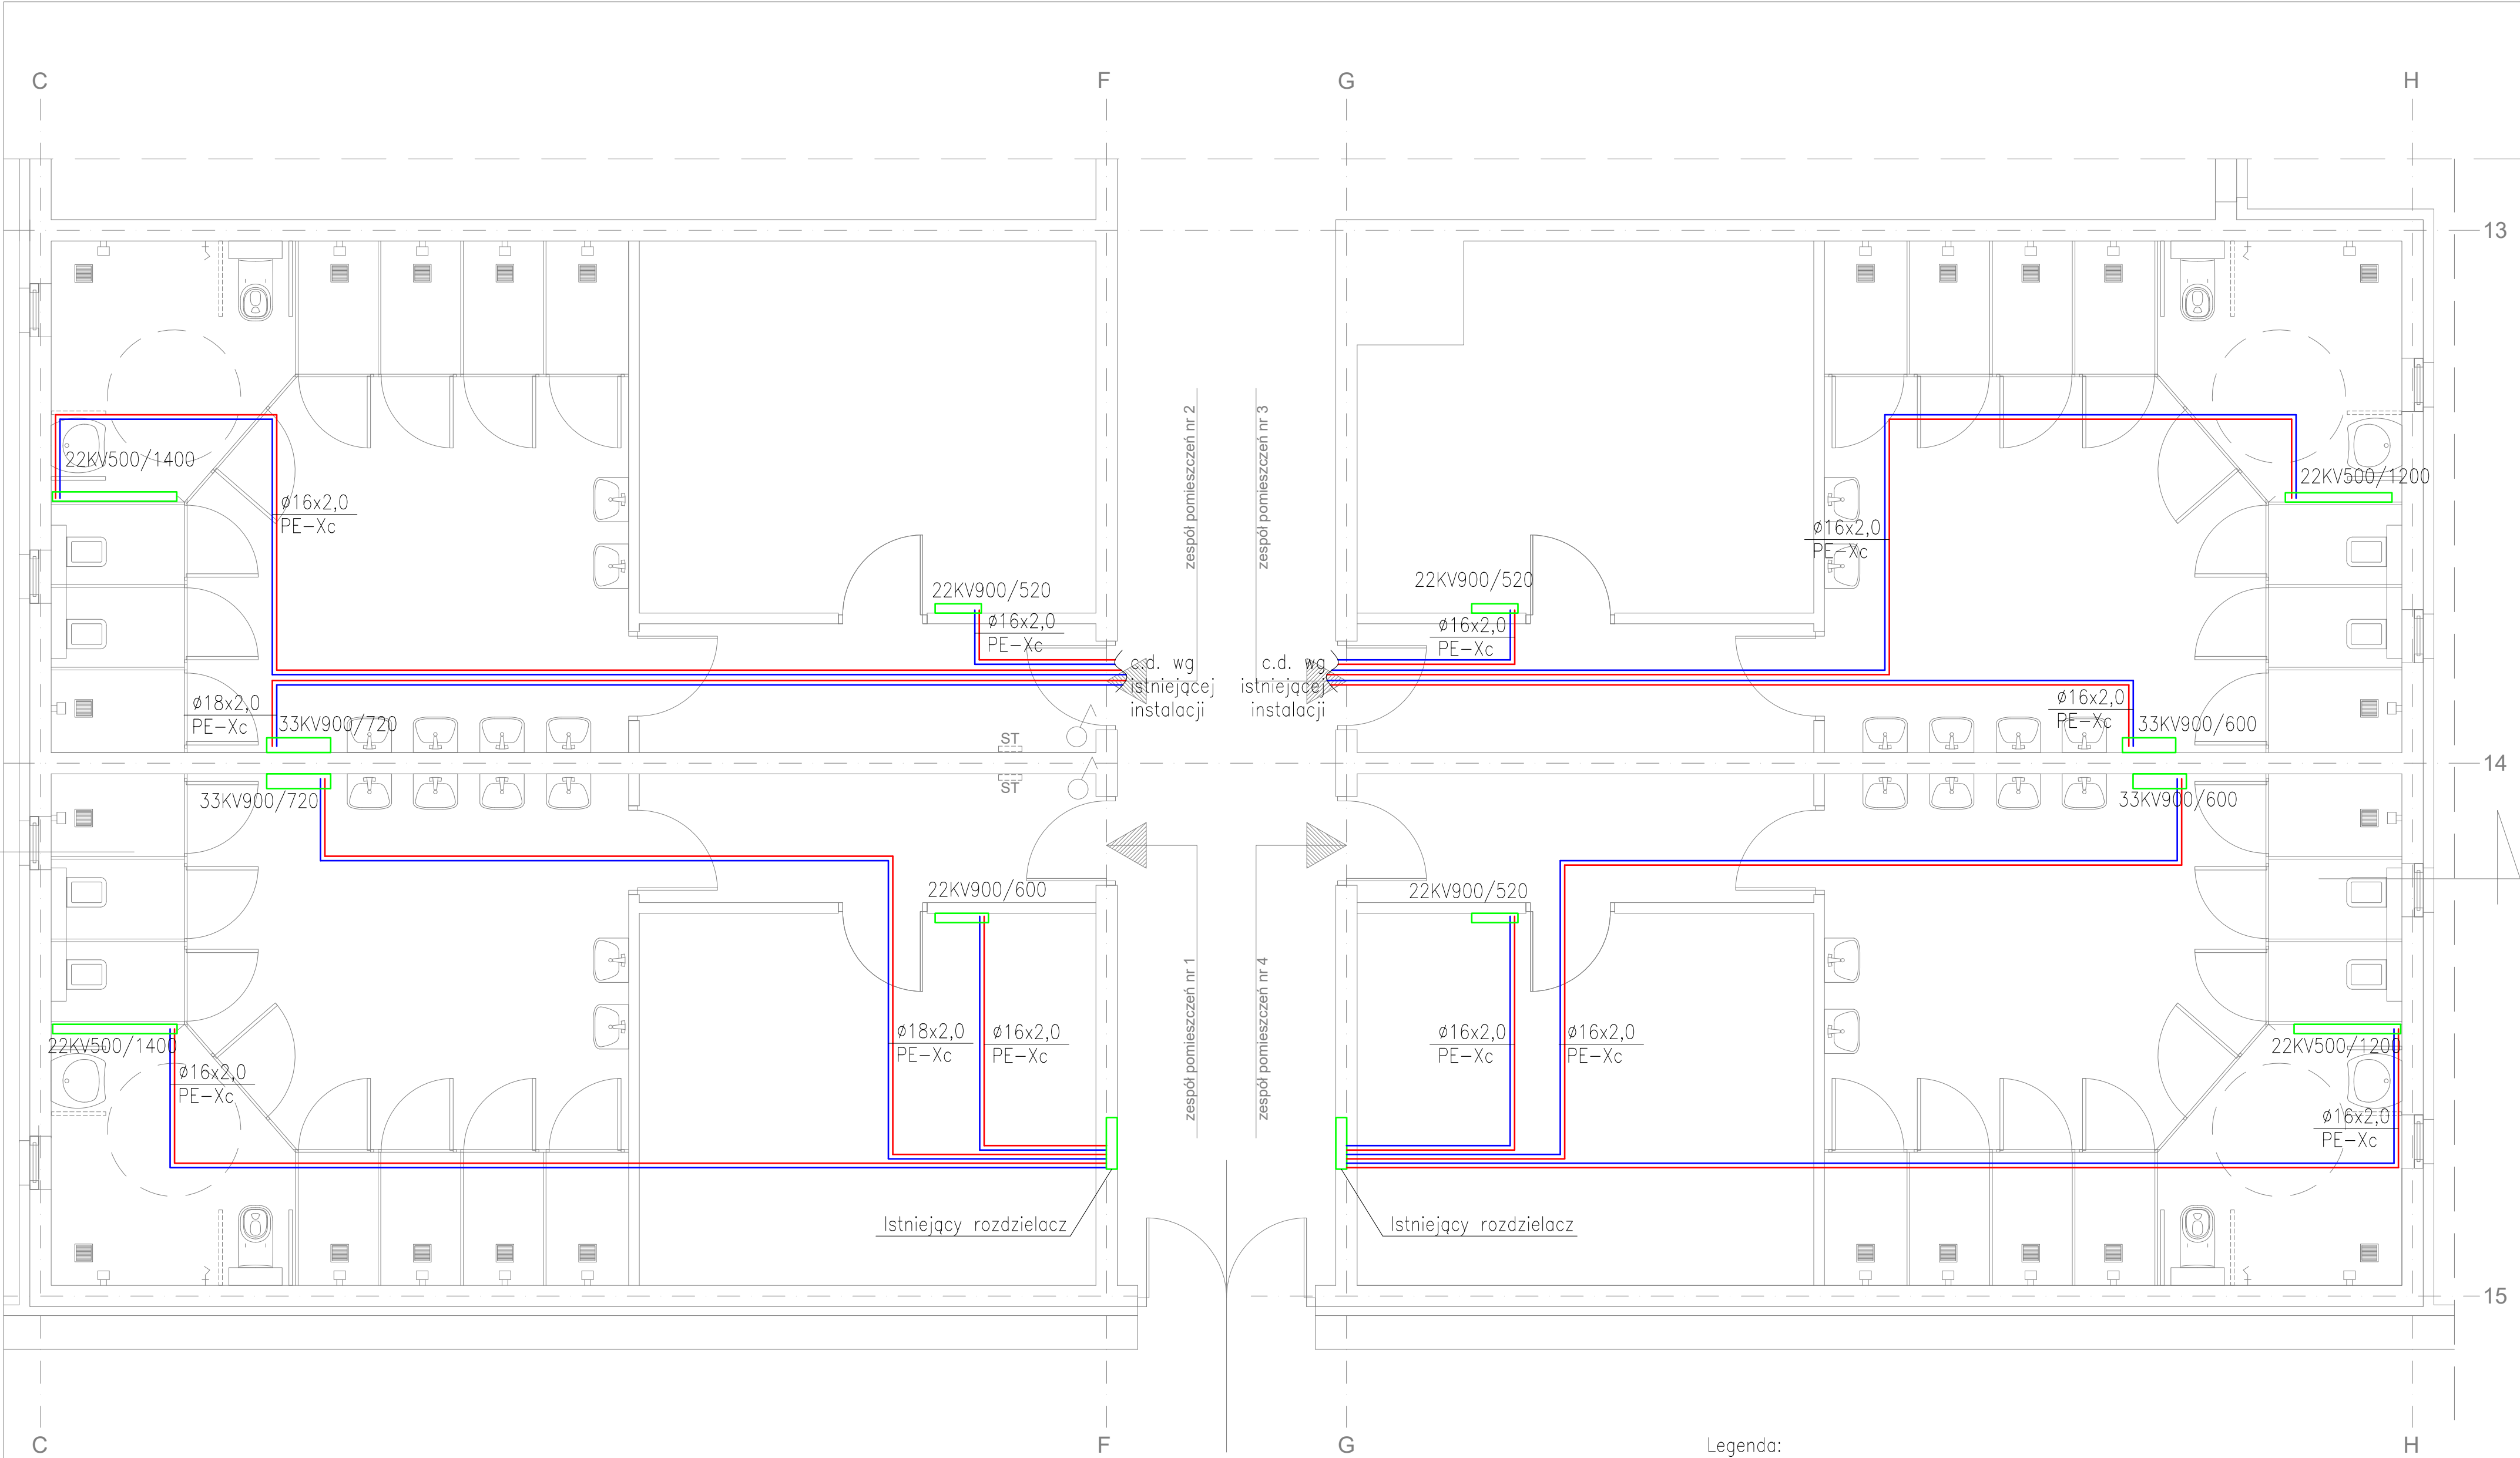 C
F
G
H
13
zespół pomieszczeń nr 2
zespół pomieszczeń nr 3
22KV500/1400
22KV500/1200
ø16x2,0
PE-Xc
ø16x2,0
PE-Xc
22KV900/520
22KV900/520
ø16x2,0
PE-Xc
ø16x2,0
PE-Xc
c.d. wg
istniejącej
instalacji
c.d. wg
istniejącej
instalacji
ø18x2,0
PE-Xc
33KV900/720
ø16x2,0
PE-Xc
33KV900/600
ST
14
ST
33KV900/720
33KV900/600
22KV900/600
22KV900/520
zespół pomieszczeń nr 1
zespół pomieszczeń nr 4
22KV500/1400
ø16x2,0
PE-Xc
ø18x2,0
PE-Xc
ø16x2,0
PE-Xc
ø16x2,0
PE-Xc
ø16x2,0
PE-Xc
22KV500/1200
ø16x2,0
PE-Xc
Istniejący rozdzielacz
Istniejący rozdzielacz
15
C
F
G
H
Legenda: